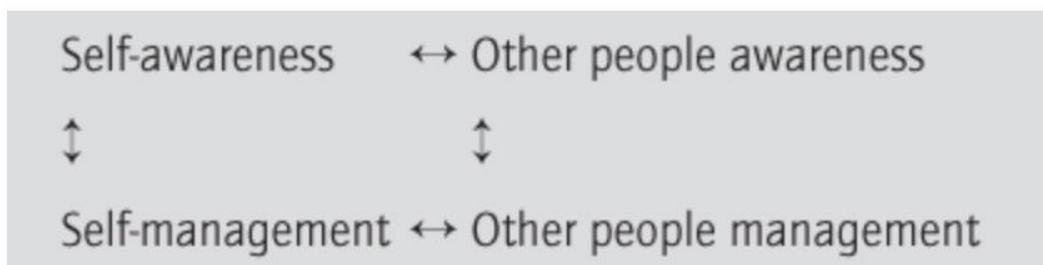 Self-awareness ↔ Other people awareness
↕ ↕
Self-management ↔ Other people management